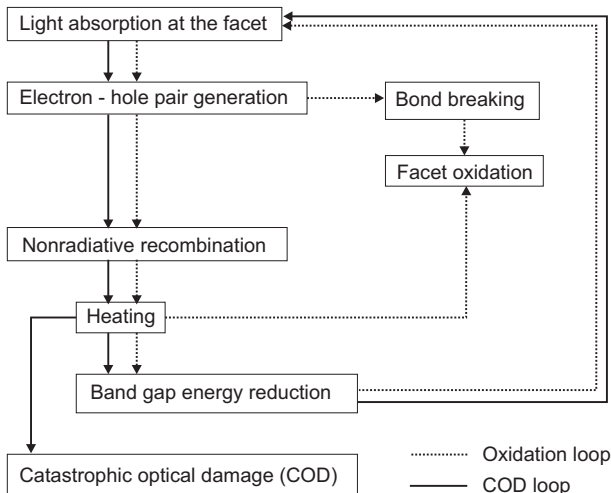 Light absorption at the facet
Electron - hole pair generation
Bond breaking
Facet oxidation
Nonradiative recombination
Heating
Band gap energy reduction
Catastrophic optical damage (COD)
Oxidation loop
COD loop